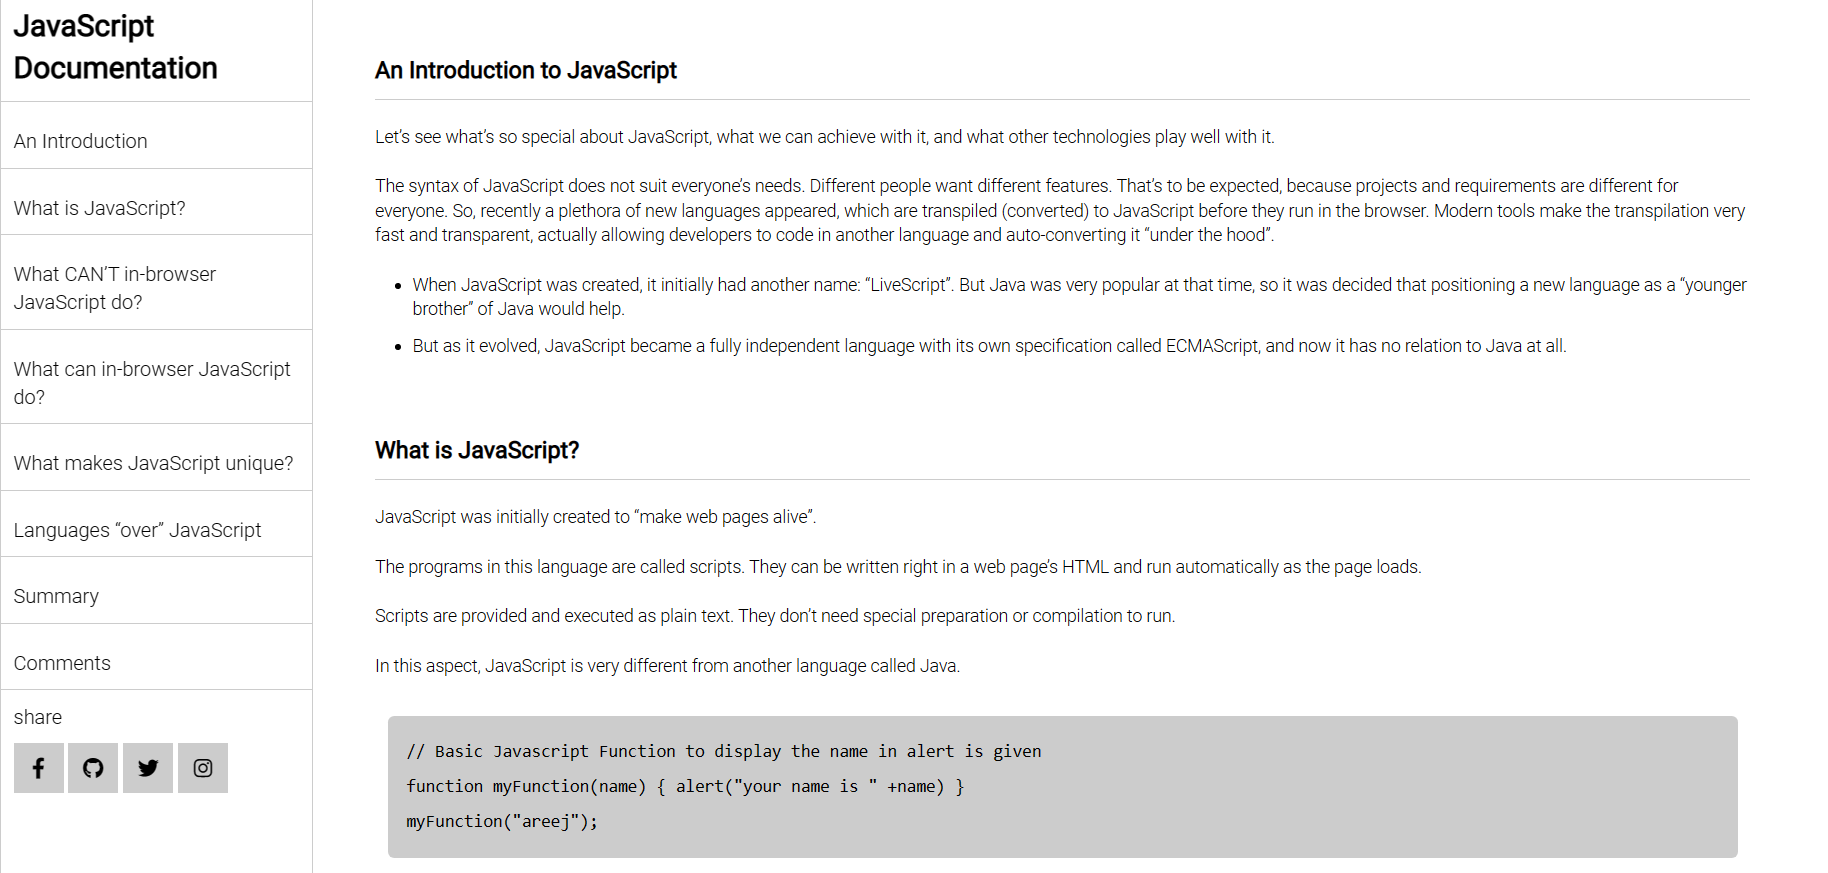 JavaScript
Documentation
An Introduction
What is JavaScript?
What CAN’T in-browser
JavaScript do?
What can in-browser JavaScript
do?
What makes JavaScript unique?
Languages “over” JavaScript
Summary
Comments
share
An Introduction to JavaScript
Let’s see what’s so special about JavaScript, what we can achieve with it, and what other technologies play well with it.
The syntax of JavaScript does not suit everyone’s needs. Different people want different features. That’s to be expected, because projects and requirements are different for
everyone. So, recently a plethora of new languages appeared, which are transpiled (converted) to JavaScript before they run in the browser. Modern tools make the transpilation very
fast and transparent, actually allowing developers to code in another language and auto-converting it “under the hood”.
• When JavaScript was created, it initially had another name: “LiveScript”. But Java was very popular at that time, so it was decided that positioning a new language as a “younger
brother” of Java would help.
• But as it evolved, JavaScript became a fully independent language with its own specification called ECMAScript, and now it has no relation to Java at all.
What is JavaScript?
JavaScript was initially created to “make web pages alive”.
The programs in this language are called scripts. They can be written right in a web page’s HTML and run automatically as the page loads.
Scripts are provided and executed as plain text. They don’t need special preparation or compilation to run.
In this aspect, JavaScript is very different from another language called Java.
// Basic Javascript Function to display the name in alert is given
function myFunction(name) { alert("your name is " +name) }
myFunction("areej");